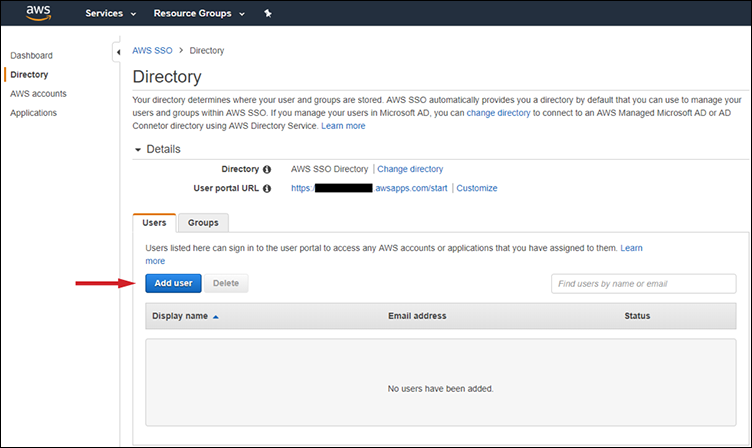 aws Services Resource Groups
Dashboard
Directory
AWS accounts
Applications
AWS SSO > Directory
Directory
Your directory determines where your user and groups are stored. AWS SSO automatically provides you a directory by default that you can use to manage your
users and groups within AWS SSO. If you manage your users in Microsoft AD, you can change directory to connect to an AWS Managed Microsoft AD or AD
Connetor directory using AWS Directory Service. Learn more
Details
Directory AWS SSO Directory | Change directory
User portal URL https:/ .awsapps.com/start | Customize
Users Groups
Users listed here can sign in to the user portal to access any AWS accounts or applications that you have assigned to them. Learn
more
Add user Delete Find users by name or email
Display name Email address Status
No users have been added.